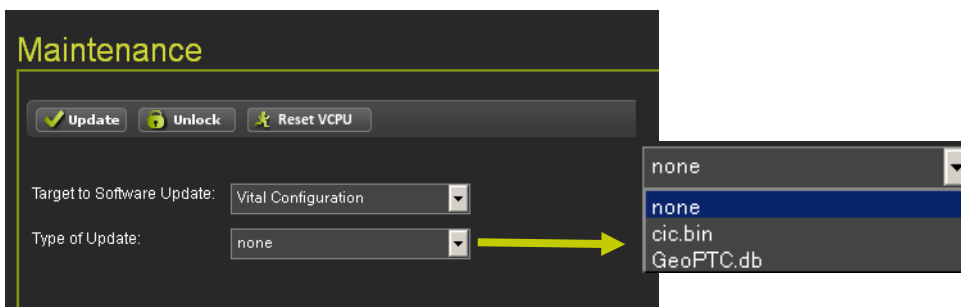 Maintenance
Update Unlock Reset VCPU
Target to Software Update: Vital Configuration
Type of Update: none
none
none
cic.bin
GeoPTC.db